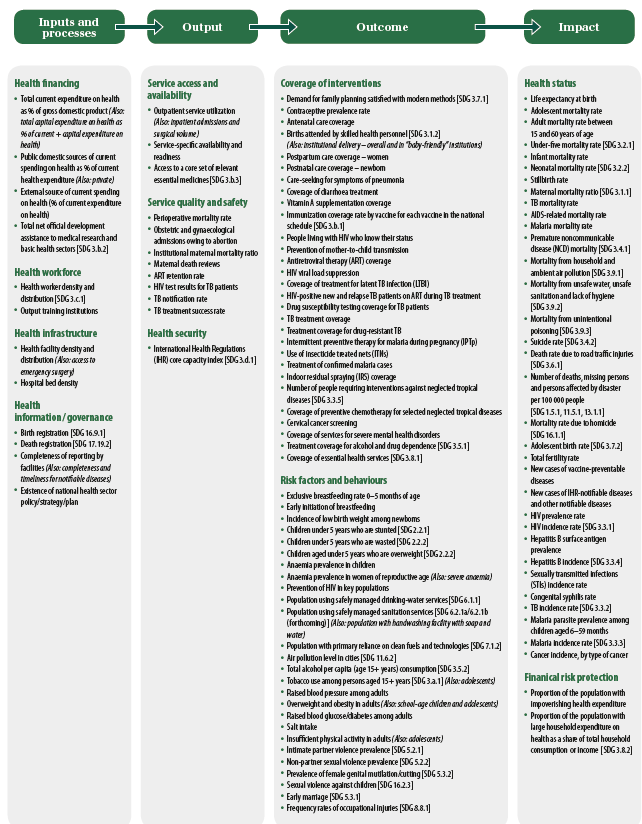 Inputs and
processes
Output
Outcome
Impact
Health financing
• Total current expenditure on health
as % of gross domestic product (Also:
total capital expenditure on health as
% of current + capital expenditure on
health)
• Public domestic sources of current
spending on health as % of current
health expenditure (Also: private)
• External source of current spending
on health (% of current expenditure
on health)
• Total net official development
assistance to medical research and
basic health sectors [SDG 3.b.2]
Health workforce
• Health worker density and
distribution [SDG 3.c.1]
• Output training institutions
Health infrastructure
• Health facility density and
distribution (Also: access to
emergency surgery)
• Hospital bed density
Health
information / governance
• Birth registration [SDG 16.9.1]
• Death registration [SDG 17.19.2]
• Completeness of reporting by
facilities (Also: completeness and
timeliness for notifiable diseases)
• Existence of national health sector
policy/strategy/plan
Service access and
availability
• Outpatient service utilization
(Also: inpatient admissions and
surgical volume)
• Service-specific availability and
readiness
• Access to a core set of relevant
essential medicines [SDG 3.b.3]
Service quality and safety
• Perioperative mortality rate
• Obstetric and gynaecological
admissions owing to abortion
• Institutional maternal mortality ratio
• Maternal death reviews
• ART retention rate
• HIV test results for TB patients
• TB notification rate
• TB treatment success rate
Health security
• International Health Regulations
(IHR) core capacity index [SDG 3.d.1]
Coverage of interventions
• Demand for family planning satisfied with modern methods [SDG 3.7.1]
• Contraceptive prevalence rate
• Antenatal care coverage
• Births attended by skilled health personnel [SDG 3.1.2]
(Also: institutional delivery – overall and in "baby-friendly" institutions)
• Postpartum care coverage – women
• Postnatal care coverage – newborn
• Care-seeking for symptoms of pneumonia
• Coverage of diarrhoea treatment
• Vitamin A supplementation coverage
• Immunization coverage rate by vaccine for each vaccine in the national
schedule [SDG 3.b.1]
• People living with HIV who know their status
• Prevention of mother-to-child transmission
• Antiretroviral therapy (ART) coverage
• HIV viral load suppression
• Coverage of treatment for latent TB infection (LTBI)
• HIV-positive new and relapse TB patients on ART during TB treatment
• Drug susceptibility testing coverage for TB patients
• TB treatment coverage
• Treatment coverage for drug-resistant TB
• Intermittent preventive therapy for malaria during pregnancy (IPTp)
• Use of insecticide treated nets (ITNs)
• Treatment of confirmed malaria cases
• Indoor residual spraying (IRS) coverage
• Number of people requiring interventions against neglected tropical
diseases [SDG 3.3.5]
• Coverage of preventive chemotherapy for selected neglected tropical diseases
• Cervical cancer screening
• Coverage of services for severe mental health disorders
• Treatment coverage for alcohol and drug dependence [SDG 3.5.1]
• Coverage of essential health services [SDG 3.8.1]
Risk factors and behaviours
• Exclusive breastfeeding rate 0–5 months of age
• Early initiation of breastfeeding
• Incidence of low birth weight among newborns
• Children under 5 years who are stunted [SDG 2.2.1]
• Children under 5 years who are wasted [SDG 2.2.2]
• Children aged under 5 years who are overweight [SDG 2.2.2]
• Anaemia prevalence in children
• Anaemia prevalence in women of reproductive age (Also: severe anaemia)
• Prevention of HIV in key populations
• Population using safely managed drinking-water services [SDG 6.1.1]
• Population using safely managed sanitation services [SDG 6.2.1a/6.2.1b
(forthcoming)] (Also: population with handwashing facility with soap and
water)
• Population with primary reliance on clean fuels and technologies [SDG 7.1.2]
• Air pollution level in cities [SDG 11.6.2]
• Total alcohol per capita (age 15+ years) consumption [SDG 3.5.2]
• Tobacco use among persons aged 15+ years [SDG 3.a.1] (Also: adolescents)
• Raised blood pressure among adults
• Overweight and obesity in adults (Also: school-age children and adolescents)
• Raised blood glucose/diabetes among adults
• Salt intake
• Insufficient physical activity in adults (Also: adolescents)
• Intimate partner violence prevalence [SDG 5.2.1]
• Non-partner sexual violence prevalence [SDG 5.2.2]
• Prevalence of female genital mutilation/cutting [SDG 5.3.2]
• Sexual violence against children [SDG 16.2.3]
• Early marriage [SDG 5.3.1]
• Frequency rates of occupational injuries [SDG 8.8.1]
Health status
• Life expectancy at birth
• Adolescent mortality rate
• Adult mortality rate between
15 and 60 years of age
• Under-five mortality rate [SDG 3.2.1]
• Infant mortality rate
• Neonatal mortality rate [SDG 3.2.2]
• Stillbirth rate
• Maternal mortality ratio [SDG 3.1.1]
• TB mortality rate
• AIDS-related mortality rate
• Malaria mortality rate
• Premature noncommunicable
disease (NCD) mortality [SDG 3.4.1]
• Mortality from household and
ambient air pollution [SDG 3.9.1]
• Mortality from unsafe water, unsafe
sanitation and lack of hygiene
[SDG 3.9.2]
• Mortality from unintentional
poisoning [SDG 3.9.3]
• Suicide rate [SDG 3.4.2]
• Death rate due to road traffic injuries
[SDG 3.6.1]
• Number of deaths, missing persons
and persons affected by disaster
per 100 000 people
[SDG 1.5.1, 11.5.1, 13.1.1]
• Mortality rate due to homicide
[SDG 16.1.1]
• Adolescent birth rate [SDG 3.7.2]
• Total fertility rate
• New cases of vaccine-preventable
diseases
• New cases of IHR-notifiable diseases
and other notifiable diseases
• HIV prevalence rate
• HIV incidence rate [SDG 3.3.1]
• Hepatitis B surface antigen
prevalence
• Hepatitis B incidence [SDG 3.3.4]
• Sexually transmitted infections
(STIs) incidence rate
• Congenital syphilis rate
• TB incidence rate [SDG 3.3.2]
• Malaria parasite prevalence among
children aged 6–59 months
• Malaria incidence rate [SDG 3.3.3]
• Cancer incidence, by type of cancer
Finanical risk protection
• Proportion of the population with
impoverishing health expenditure
• Proportion of the population with
large household expenditure on
health as a share of total household
consumption or income [ SDG 3.8.2]